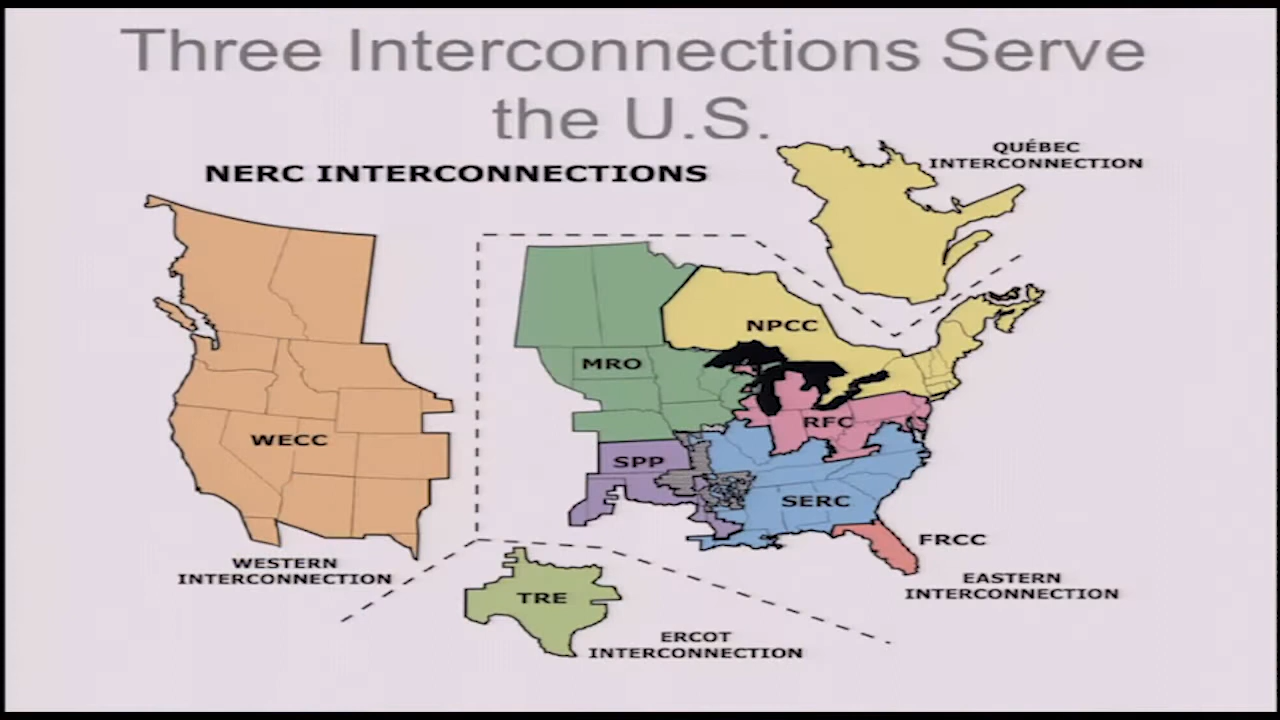 Three Interconnections Serve
the U.S.
NERC INTERCONNECTIONS
QUÉBEC
INTERCONNECTION
NPCC
MRO
RFC
WECC
SPP
SERC
FRCC
WESTERN
INTERCONNECTION
EASTERN
INTERCONNECTION
TRE
ERCOT
INTERCONNECTION